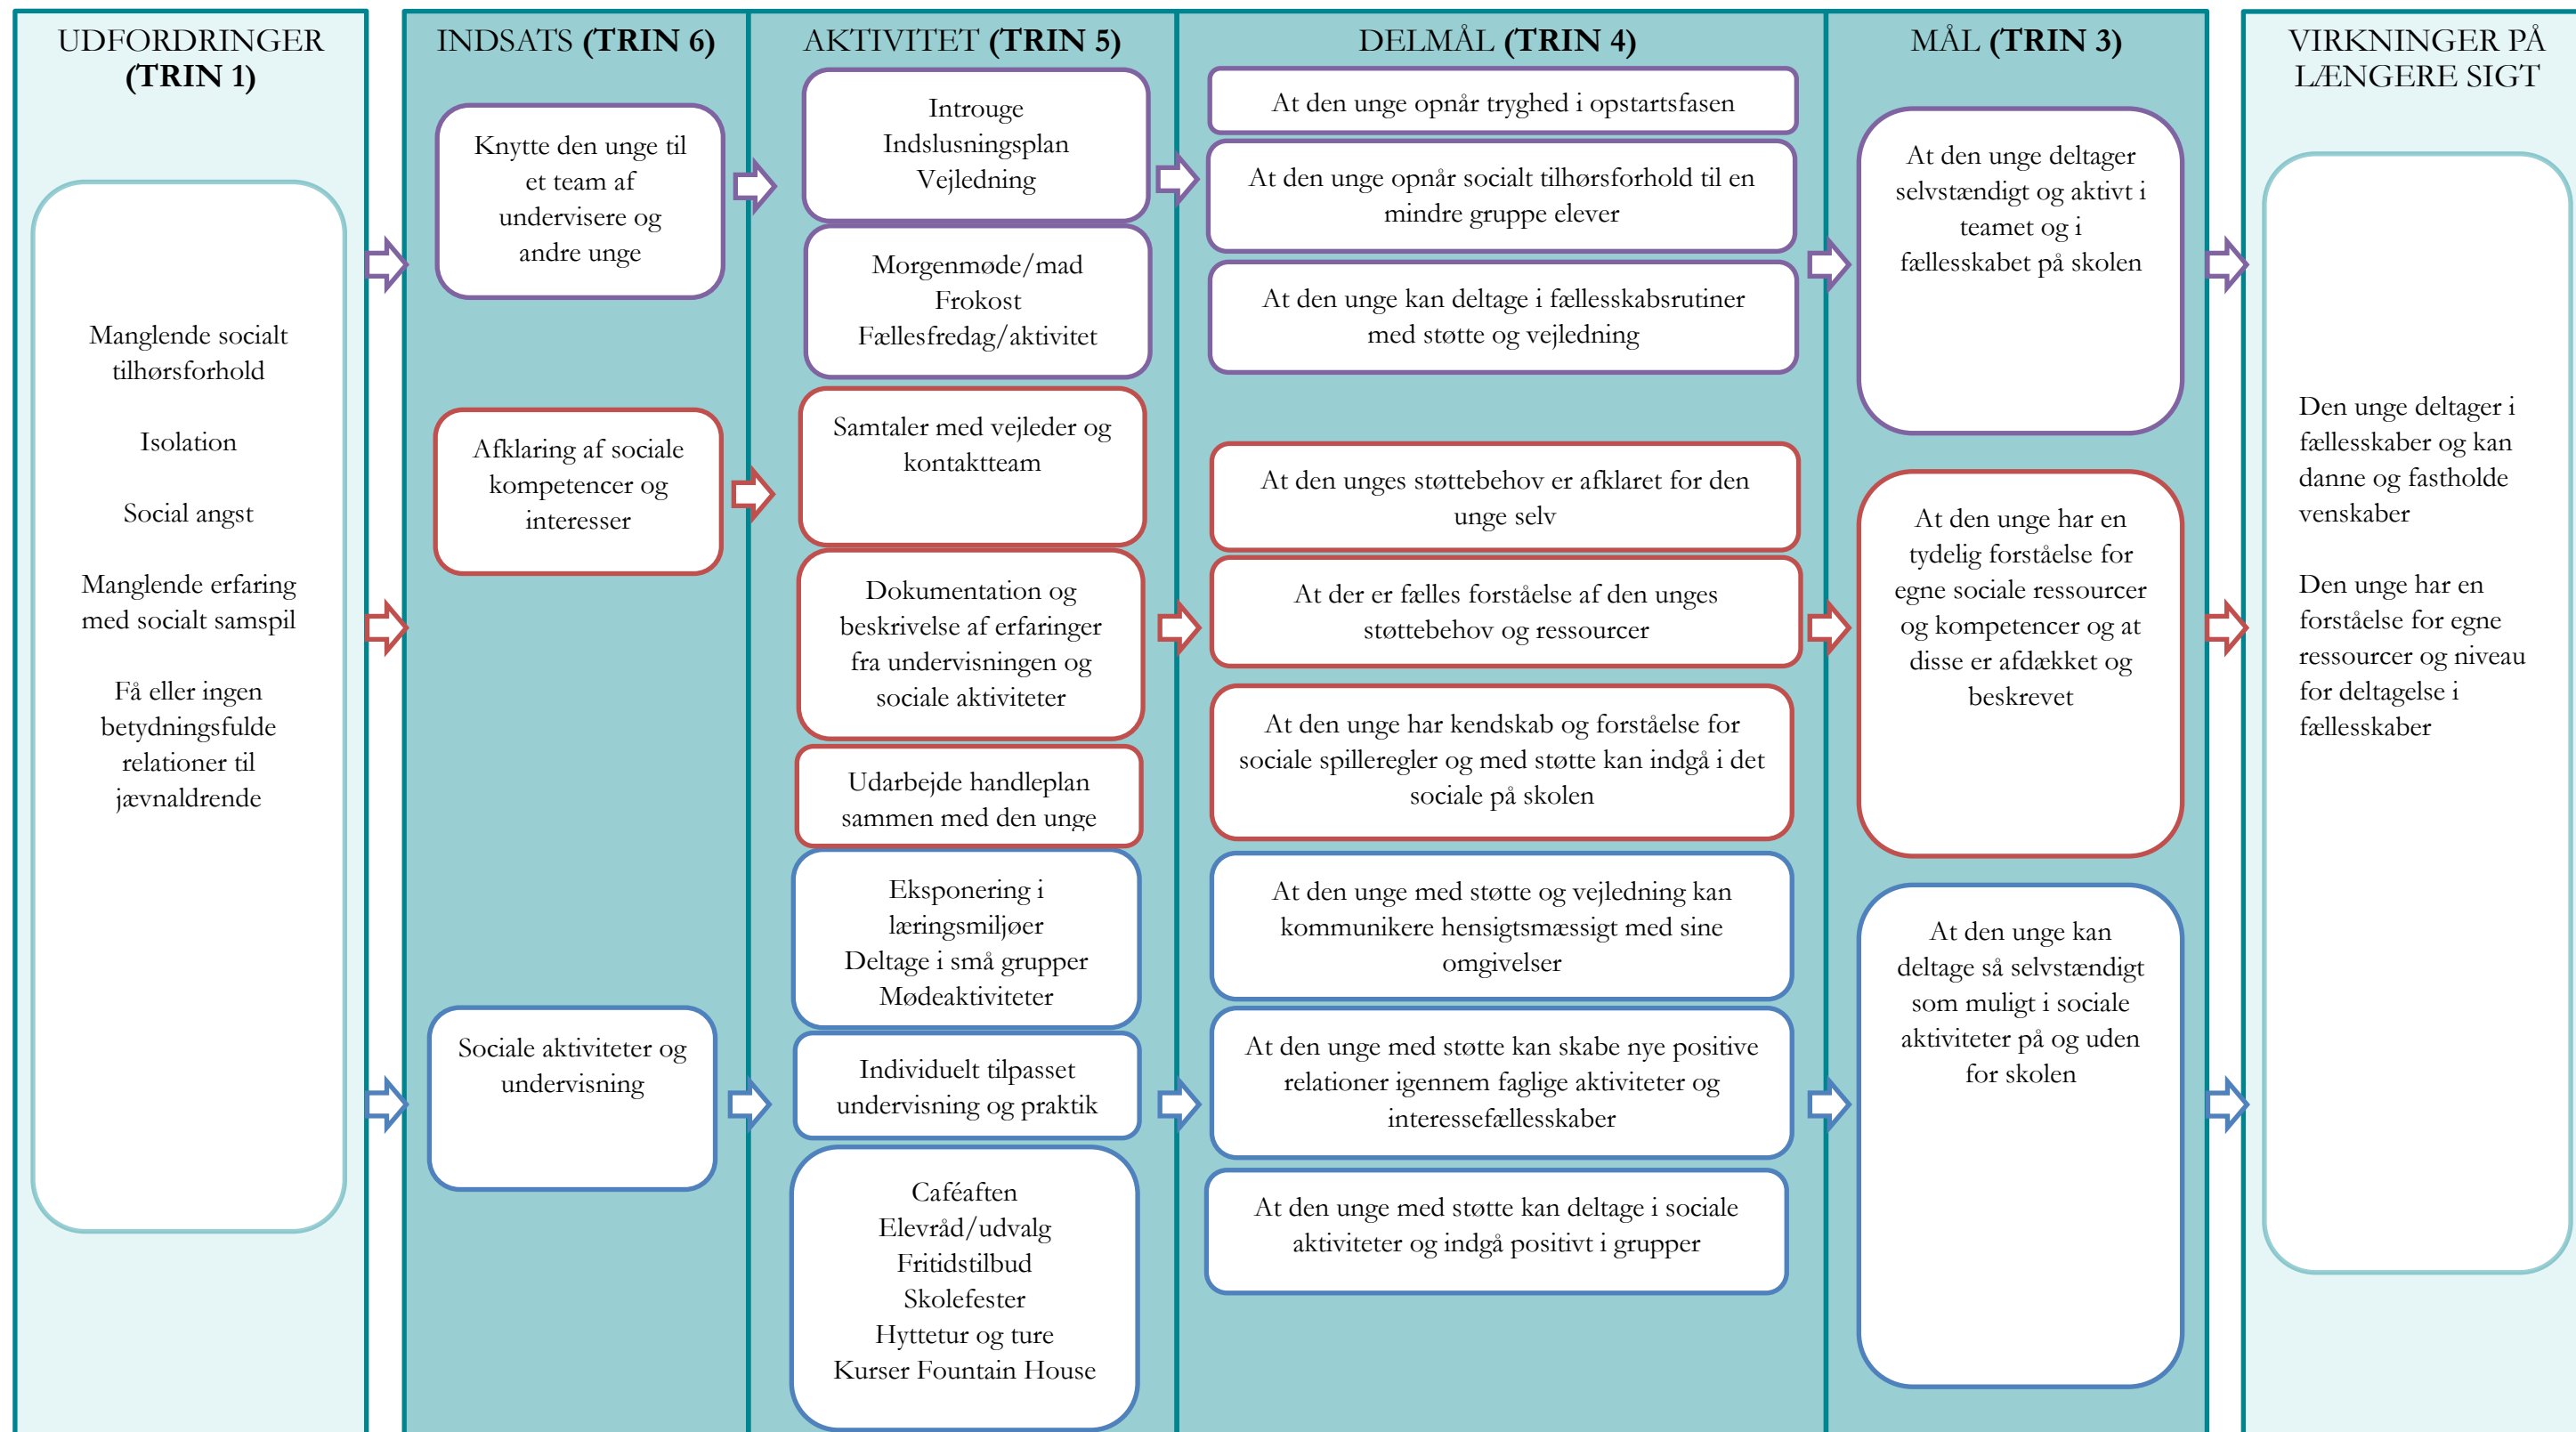 UDFORDRINGER
(TRIN 1)
Manglende socialt
tilhørsforhold
Isolation
Social angst
Manglende erfaring
med socialt samspil
Få eller ingen
betydningsfulde
relationer til
jævnaldrende
INDSATS (TRIN 6)
Knytte den unge til
et team af
undervisere og
andre unge
Afklaring af sociale
kompetencer og
interesser
Sociale aktiviteter og
undervisning
AKTIVITET (TRIN 5)
Introuge
Indslusningsplan
Vejledning
Morgenmøde/mad
Frokost
Fællesfredag/aktivitet
Samtaler med vejleder og
kontaktteam
Dokumentation og
beskrivelse af erfaringer
fra undervisningen og
sociale aktiviteter
Udarbejde handleplan
sammen med den unge
Eksponering i
læringsmiljøer
Deltage i små grupper
Mødeaktiviteter
Individuelt tilpasset
undervisning og praktik
Caféaften
Elevråd/udvalg
Fritidstilbud
Skolefester
Hyttetur og ture
Kurser Fountain House
DELMÅL (TRIN 4)
At den unge opnår tryghed i opstartsfasen
At den unge opnår socialt tilhørsforhold til en
mindre gruppe elever
At den unge kan deltage i fællesskabsrutiner
med støtte og vejledning
At den unges støttebehov er afklaret for den
unge selv
At der er fælles forståelse af den unges
støttebehov og ressourcer
At den unge har kendskab og forståelse for
sociale spilleregler og med støtte kan indgå i det
sociale på skolen
At den unge med støtte og vejledning kan
kommunikere hensigtsmæssigt med sine
omgivelser
At den unge med støtte kan skabe nye positive
relationer igennem faglige aktiviteter og
interessefællesskaber
At den unge med støtte kan deltage i sociale
aktiviteter og indgå positivt i grupper
MÅL (TRIN 3)
At den unge deltager
selvstændigt og aktivt i
teamet og i
fællesskabet på skolen
At den unge har en
tydelig forståelse for
egne sociale ressourcer
og kompetencer og at
disse er afdækket og
beskrevet
At den unge kan
deltage så selvstændigt
som muligt i sociale
aktiviteter på og uden
for skolen
VIRKNINGER PÅ
LÆNGERE SIGT
Den unge deltager i
fællesskaber og kan
danne og fastholde
venskaber
Den unge har en
forståelse for egne
ressourcer og niveau
for deltagelse i
fællesskaber